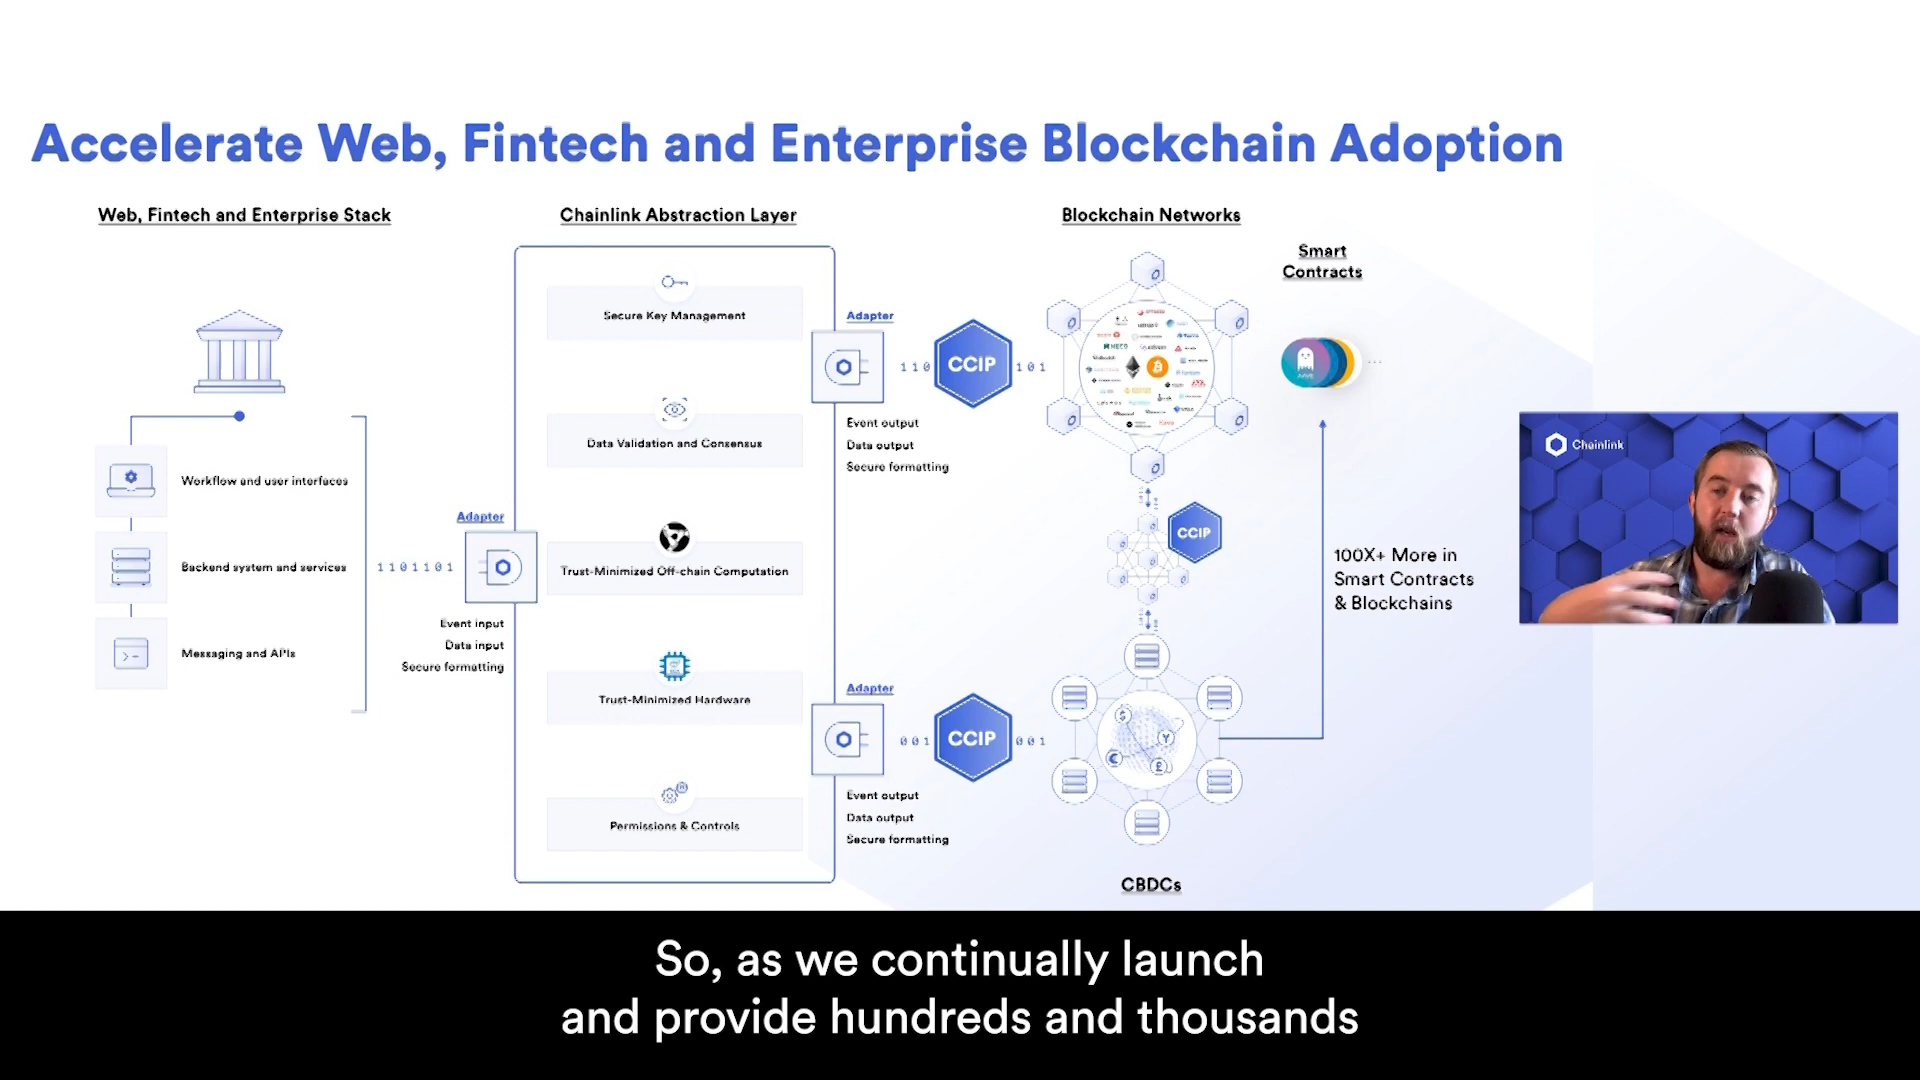 Accelerate Web, Fintech and Enterprise Blockchain Adoption
Web, Fintech and Enterprise Stack
Workflow and user interfaces
Backend system and services
Messaging and APIs
1101101
Adapter
Event input
Data input
Secure formatting
Chainlink Abstraction Layer
Secure Key Management
Data Validation and Consensus
Trust-Minimized Off-chain Computation
Trust-Minimized Hardware
Permissions & Controls
Adapter
110
CCIP
101
Event output
Data output
Secure formatting
Adapter
001
CCIP
001
Event output
Data output
Secure formatting
Blockchain Networks
CCIP
CBDCs
Smart
Contracts
100X+ More in
Smart Contracts
& Blockchains
Chainlink
So, as we continually launch
and provide hundreds and thousands